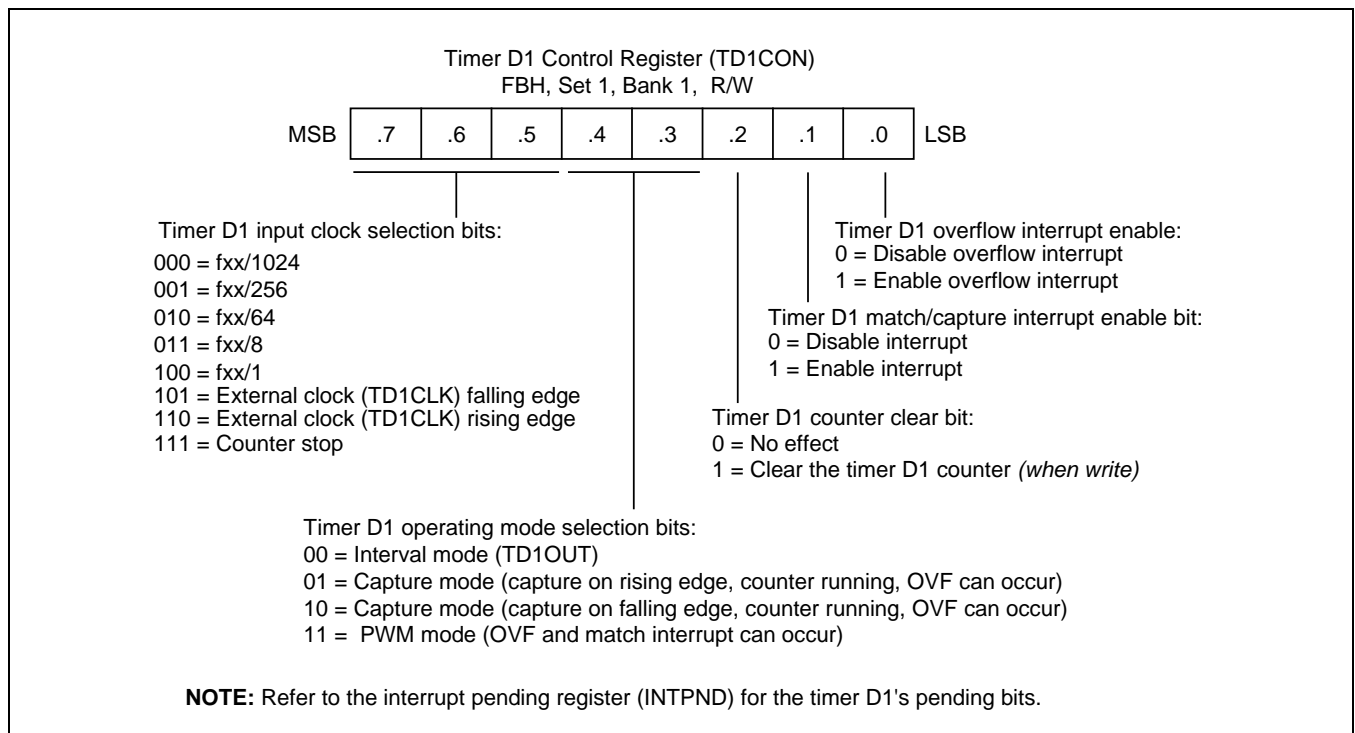 Timer D1 Control Register (TD1CON)
FBH, Set 1, Bank 1, R/W
MSB .7 .6 .5 .4 .3 .2 .1 .0 LSB
Timer D1 input clock selection bits:
000 = fxx/1024
001 = fxx/256
010 = fxx/64
011 = fxx/8
100 = fxx/1
101 = External clock (TD1CLK) falling edge
110 = External clock (TD1CLK) rising edge
111 = Counter stop
Timer D1 overflow interrupt enable:
0 = Disable overflow interrupt
1 = Enable overflow interrupt
Timer D1 match/capture interrupt enable bit:
0 = Disable interrupt
1 = Enable interrupt
Timer D1 counter clear bit:
0 = No effect
1 = Clear the timer D1 counter (when write)
Timer D1 operating mode selection bits:
00 = Interval mode (TD1OUT)
01 = Capture mode (capture on rising edge, counter running, OVF can occur)
10 = Capture mode (capture on falling edge, counter running, OVF can occur)
11 = PWM mode (OVF and match interrupt can occur)
NOTE: Refer to the interrupt pending register (INTPND) for the timer D1's pending bits.